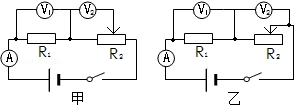 V₁ V₂ V₁ V₂
A R₁ R₂ A R₁ R₂
甲 乙